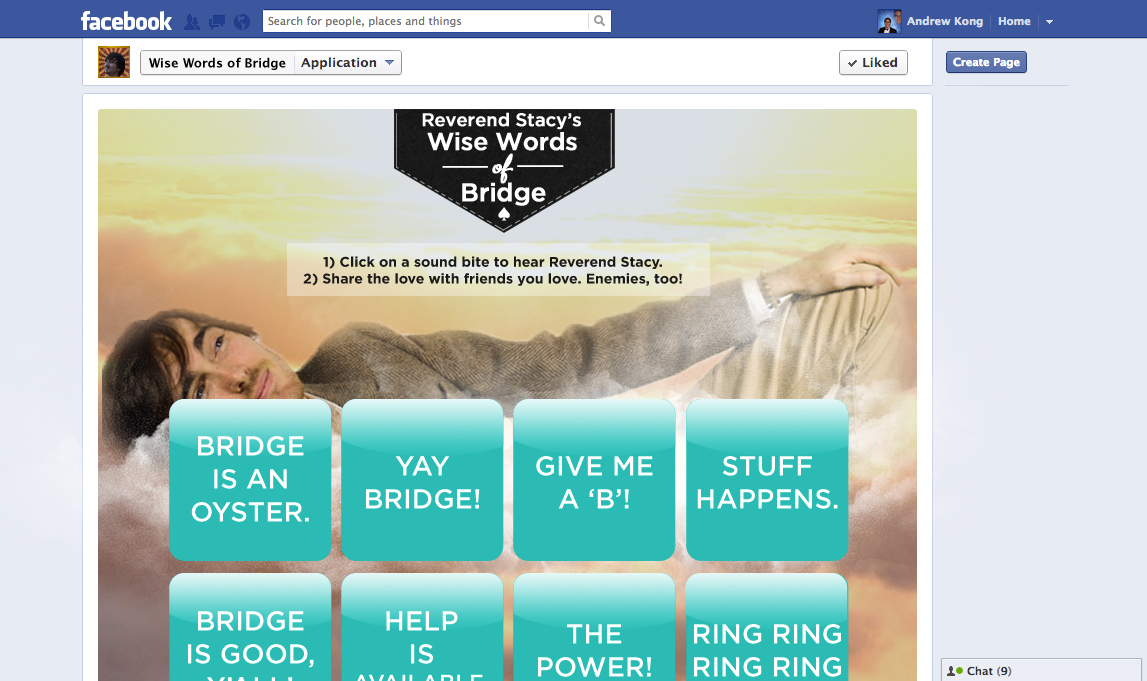 facebook
Search for people, places and things
Andrew Kong
Home
Wise Words of Bridge
Application
✓ Liked
Create Page
Reverend Stacy's
Wise Words
of
Bridge
1) Click on a sound bite to hear Reverend Stacy.
2) Share the love with friends you love. Enemies, too!
BRIDGE
IS AN
OYSTER.
YAY
BRIDGE!
GIVE ME
A ‘B’!
STUFF
HAPPENS.
BRIDGE
IS GOOD,
Y'ALL!
HELP
IS
AVAILABLE
THE
POWER!
RING RING
RING RING
Chat (9)